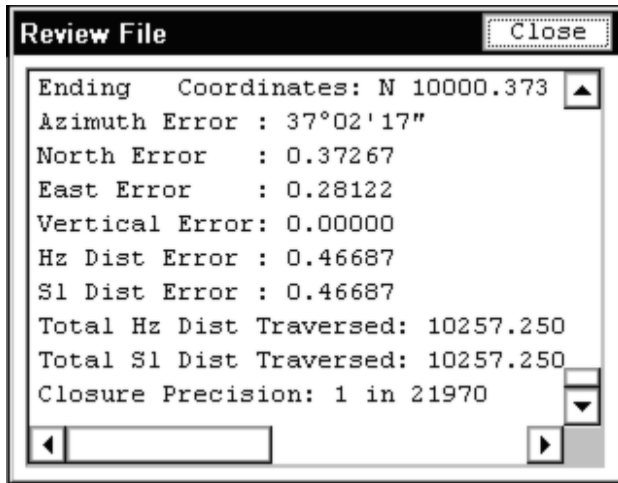 Review File
Close
Ending   Coordinates: N 10000.373
Azimuth Error : 37°02'17"
North Error   : 0.37267
East Error    : 0.28122
Vertical Error: 0.00000
Hz Dist Error : 0.46687
Sl Dist Error : 0.46687
Total Hz Dist Traversed: 10257.250
Total Sl Dist Traversed: 10257.250
Closure Precision: 1 in 21970